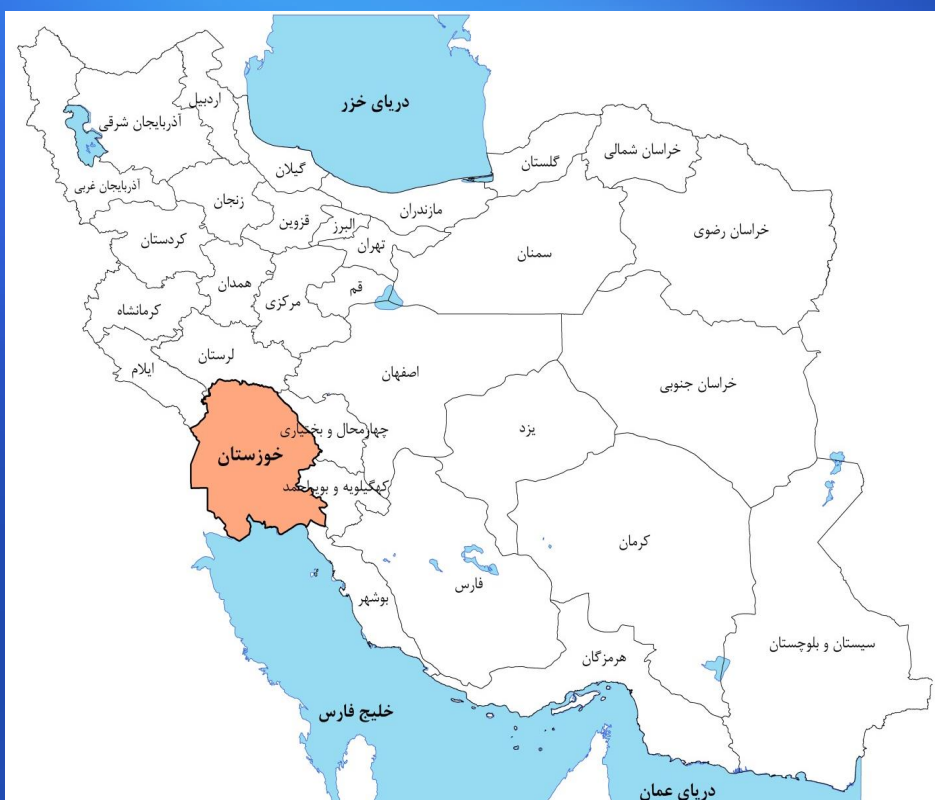 دریای خزر
اردبیل
آذربایجان شرقی
گلستان
خراسان شمالی
گیلان
آذربایجان غربی
زنجان
مازندران
قزوین
البرز
خراسان رضوی
کردستان
تهران
سمنان
همدان
قم
مرکزی
کرمانشاه
لرستان
ایلام
اصفهان
خراسان جنوبی
چهارمحال و بختیاری
یزد
خوزستان
کهگیلویه و بویراحمد
کرمان
فارس
بوشهر
سیستان و بلوچستان
هرمزگان
خلیج فارس
دریای عمان